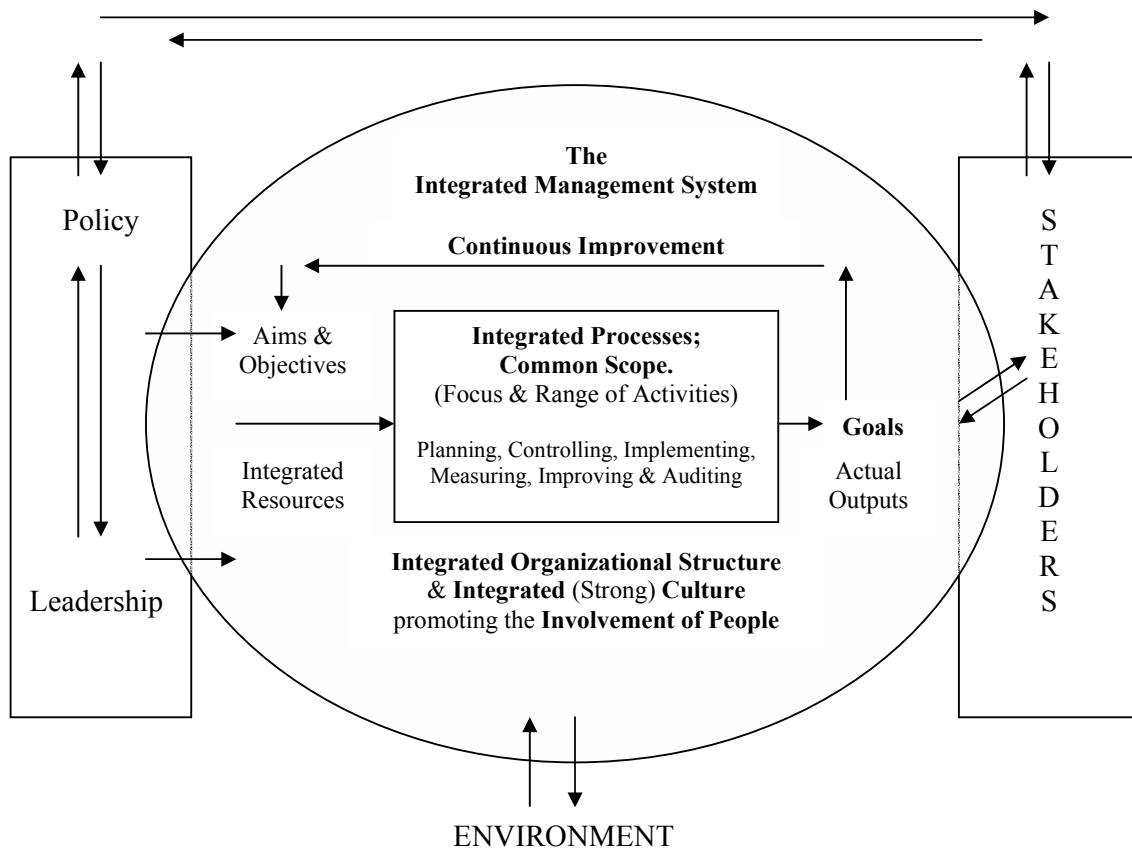 The
Integrated Management System
Policy
Continuous Improvement
Aims &
Objectives
Integrated Processes;
Common Scope.
(Focus & Range of Activities)
Planning, Controlling, Implementing,
Measuring, Improving & Auditing
Integrated
Resources
Goals
Actual
Outputs
Integrated Organizational Structure
& Integrated (Strong) Culture
promoting the Involvement of People
Leadership
S
T
A
K
E
H
O
L
D
E
R
S
ENVIRONMENT